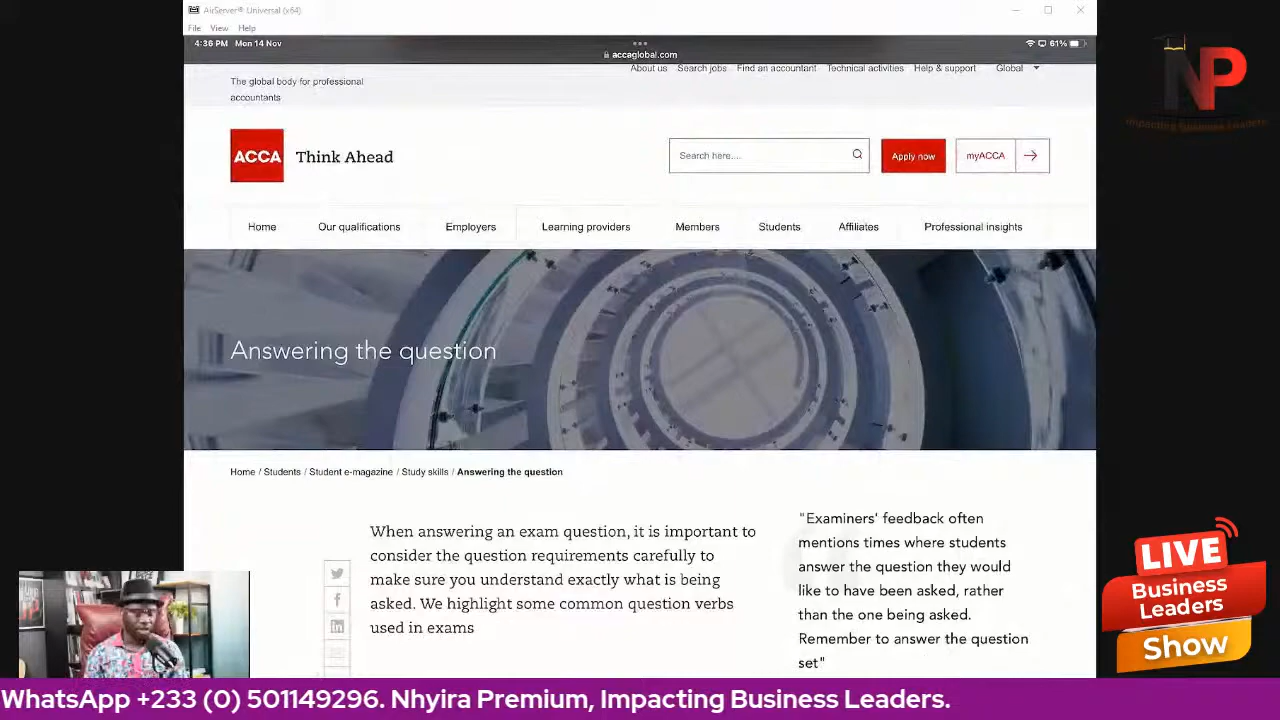 AirServer® Universal (x64)
File View Help
4:36 PM Mon 14 Nov
accaglobal.com
61%
About us Search jobs Find an accountant Technical activities Help & support Global
The global body for professional
accountants
ACCA
Think Ahead
Search here...
Apply now
myACCA
Home Our qualifications Employers Learning providers Members Students Affiliates Professional insights
Answering the question
Home / Students / Student e-magazine / Study skills / Answering the question
When answering an exam question, it is important to
consider the question requirements carefully to
make sure you understand exactly what is being
asked. We highlight some common question verbs
used in exams
"Examiners' feedback often
mentions times where students
answer the question they would
like to have been asked, rather
than the one being asked.
Remember to answer the question
set"
NP
Impacting Business Leaders
LIVE
Business
Leaders
Show
WhatsApp +233 (0) 501149296. Nhyira Premium, Impacting Business Leaders.